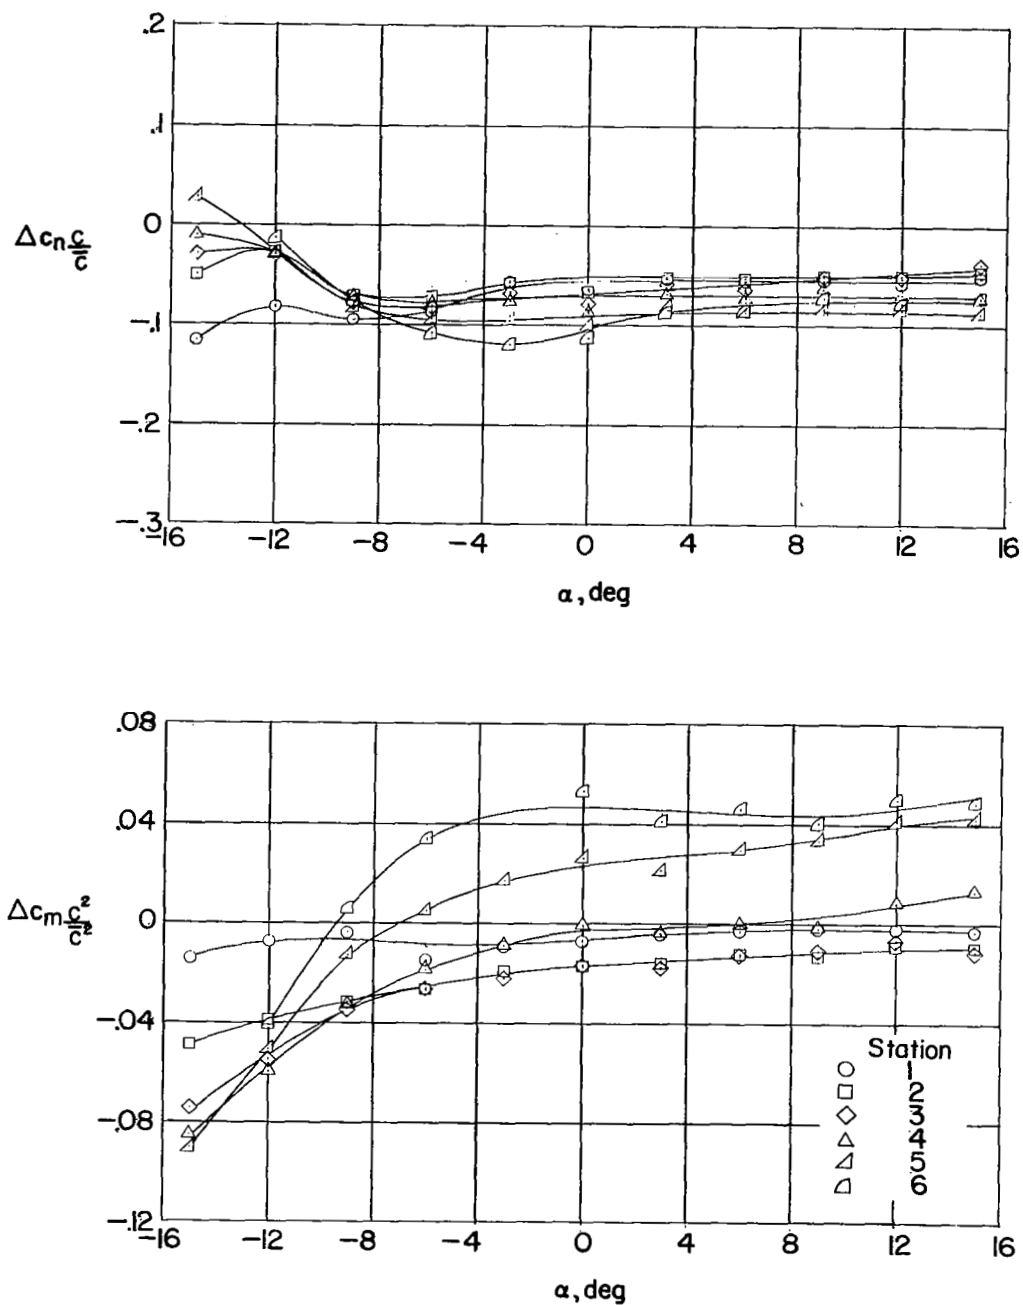 .2
.1
0
Δcn c/c̄
-.1
-.2
-.3
-16 -12 -8 -4 0 4 8 12 16
α, deg
.08
.04
Δcm c²/c̄²
0
-.04
-.08
-.12
Station
1
2
3
4
5
6
-16 -12 -8 -4 0 4 8 12 16
α, deg